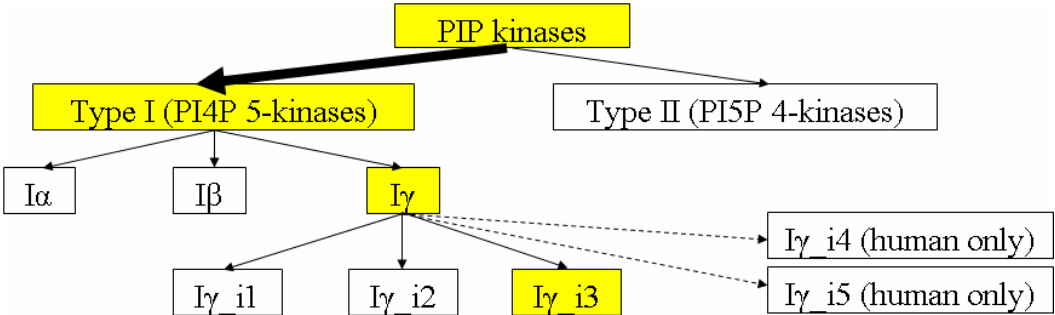 PIP kinases
Type I (PI4P 5-kinases)
Type II (PI5P 4-kinases)
Iα
Iβ
Iγ
Iγ_i4 (human only)
Iγ_i1
Iγ_i2
Iγ_i3
Iγ_i5 (human only)